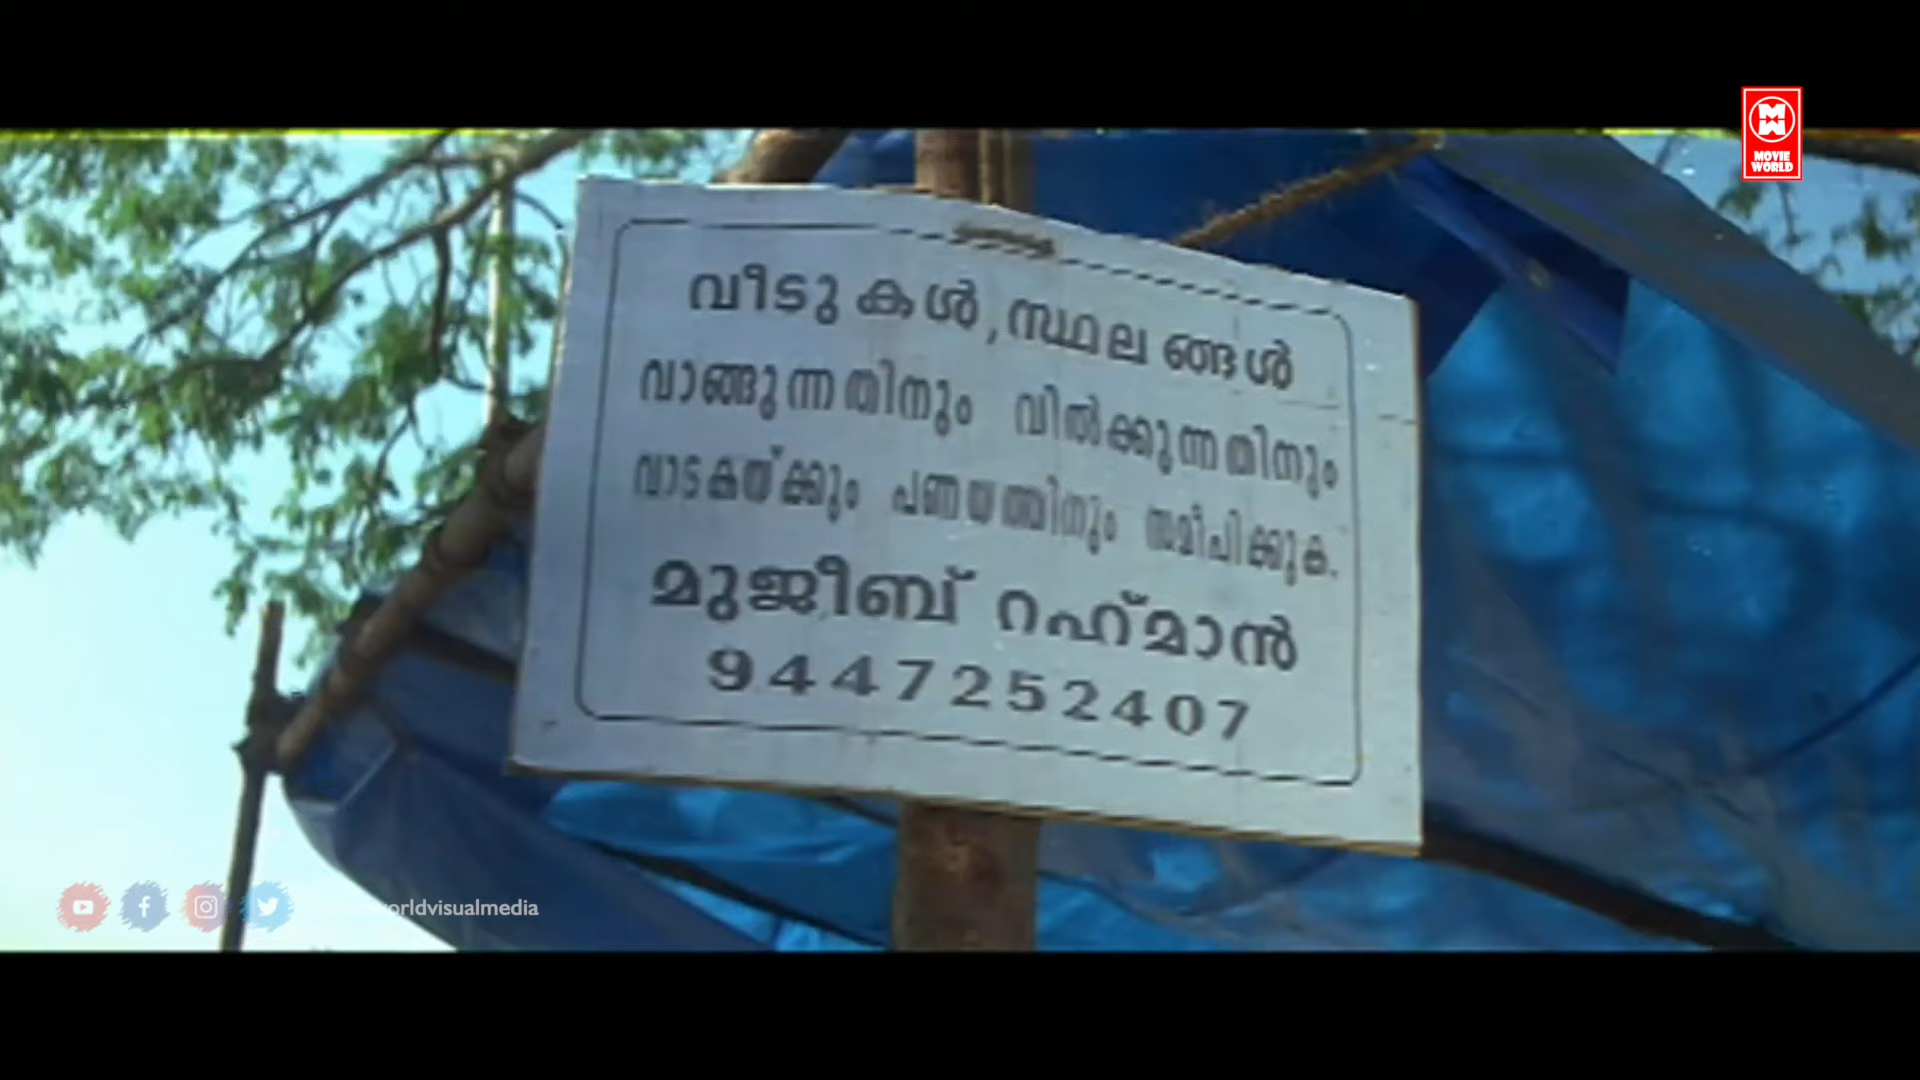 MOVIE
WORLD
വീടുകൾ, സ്ഥലങ്ങൾ
വാങ്ങുന്നതിനും വിൽക്കുന്നതിനും
വാടകയ്ക്കും പണയത്തിനും സമീപിക്കുക.
മുജീബ് റഹ്‌മാൻ
9447252407
orldvisualmedia